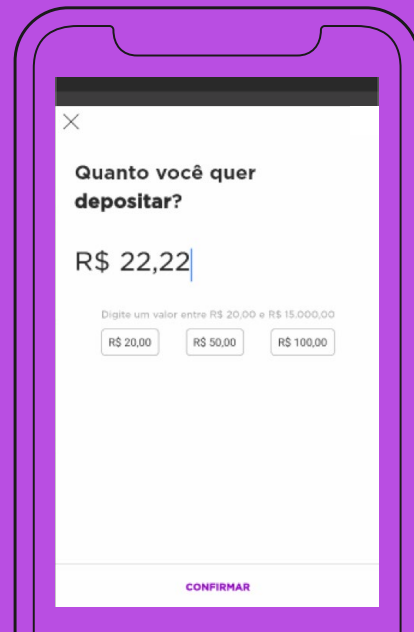 Quanto você quer
depositar?
R$ 22,22
Digite um valor entre R$ 20,00 e R$ 15.000,00
R$ 20,00 R$ 50,00 R$ 100,00
CONFIRMAR